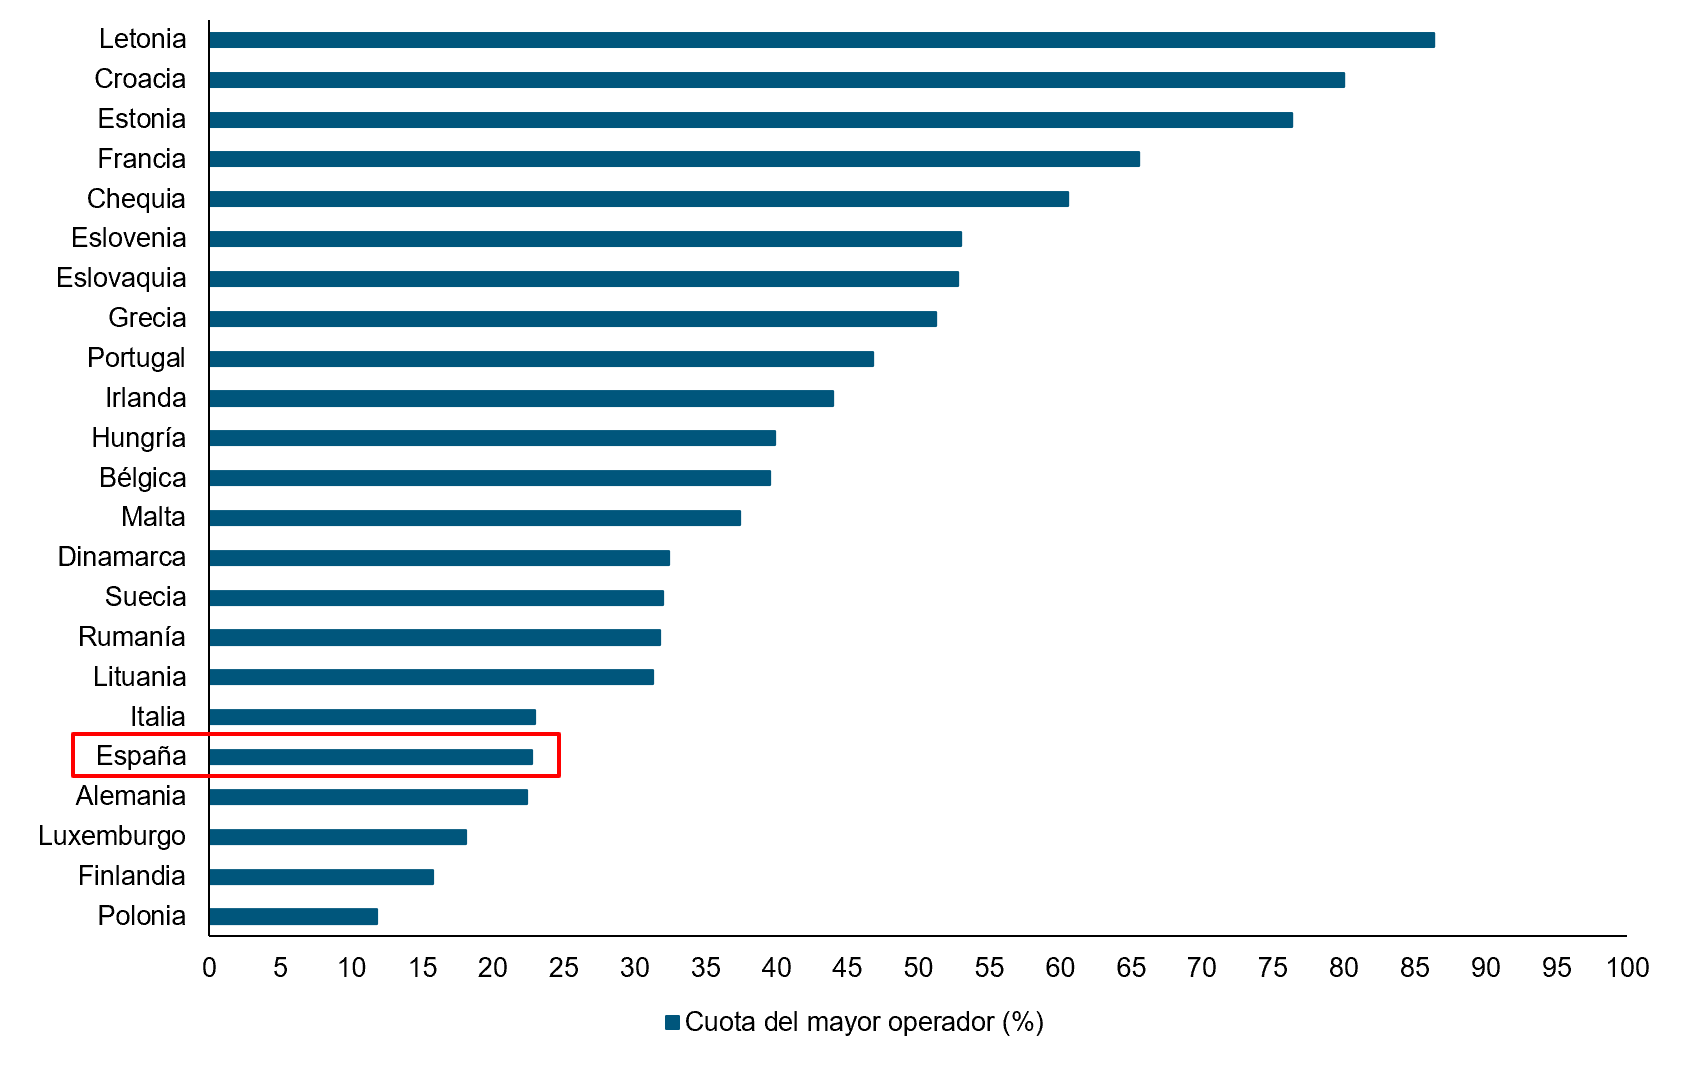 Letonia
Croacia
Estonia
Francia
Chequia
Eslovenia
Eslovaquia
Grecia
Portugal
Irlanda
Hungría
Bélgica
Malta
Dinamarca
Suecia
Rumanía
Lituania
Italia
España
Alemania
Luxemburgo
Finlandia
Polonia
0 5 10 15 20 25 30 35 40 45 50 55 60 65 70 75 80 85 90 95 100
Cuota del mayor operador (%)